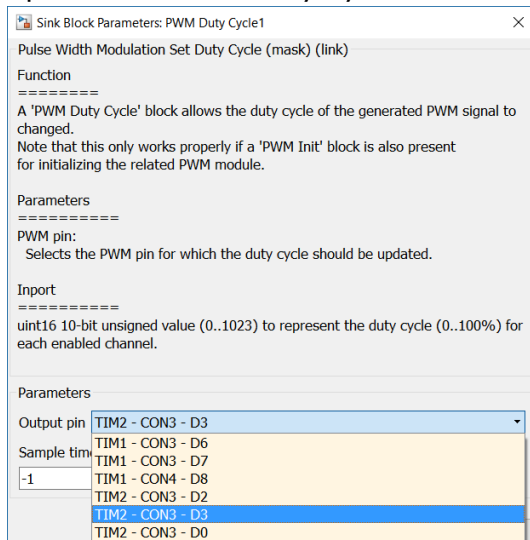 Sink Block Parameters: PWM Duty Cycle1
Pulse Width Modulation Set Duty Cycle (mask) (link)
Function
========
A 'PWM Duty Cycle' block allows the duty cycle of the generated PWM signal to
changed.
Note that this only works properly if a 'PWM Init' block is also present
for initializing the related PWM module.
Parameters
==========
PWM pin:
Selects the PWM pin for which the duty cycle should be updated.
Inport
==========
uint16 10-bit unsigned value (0..1023) to represent the duty cycle (0..100%) for
each enabled channel.
Parameters
Output pin TIM2 - CON3 - D3
TIM1 - CON3 - D6
Sample tim
TIM1 - CON3 - D7
-1
TIM1 - CON4 - D8
TIM2 - CON3 - D2
TIM2 - CON3 - D3
TIM2 - CON3 - D0